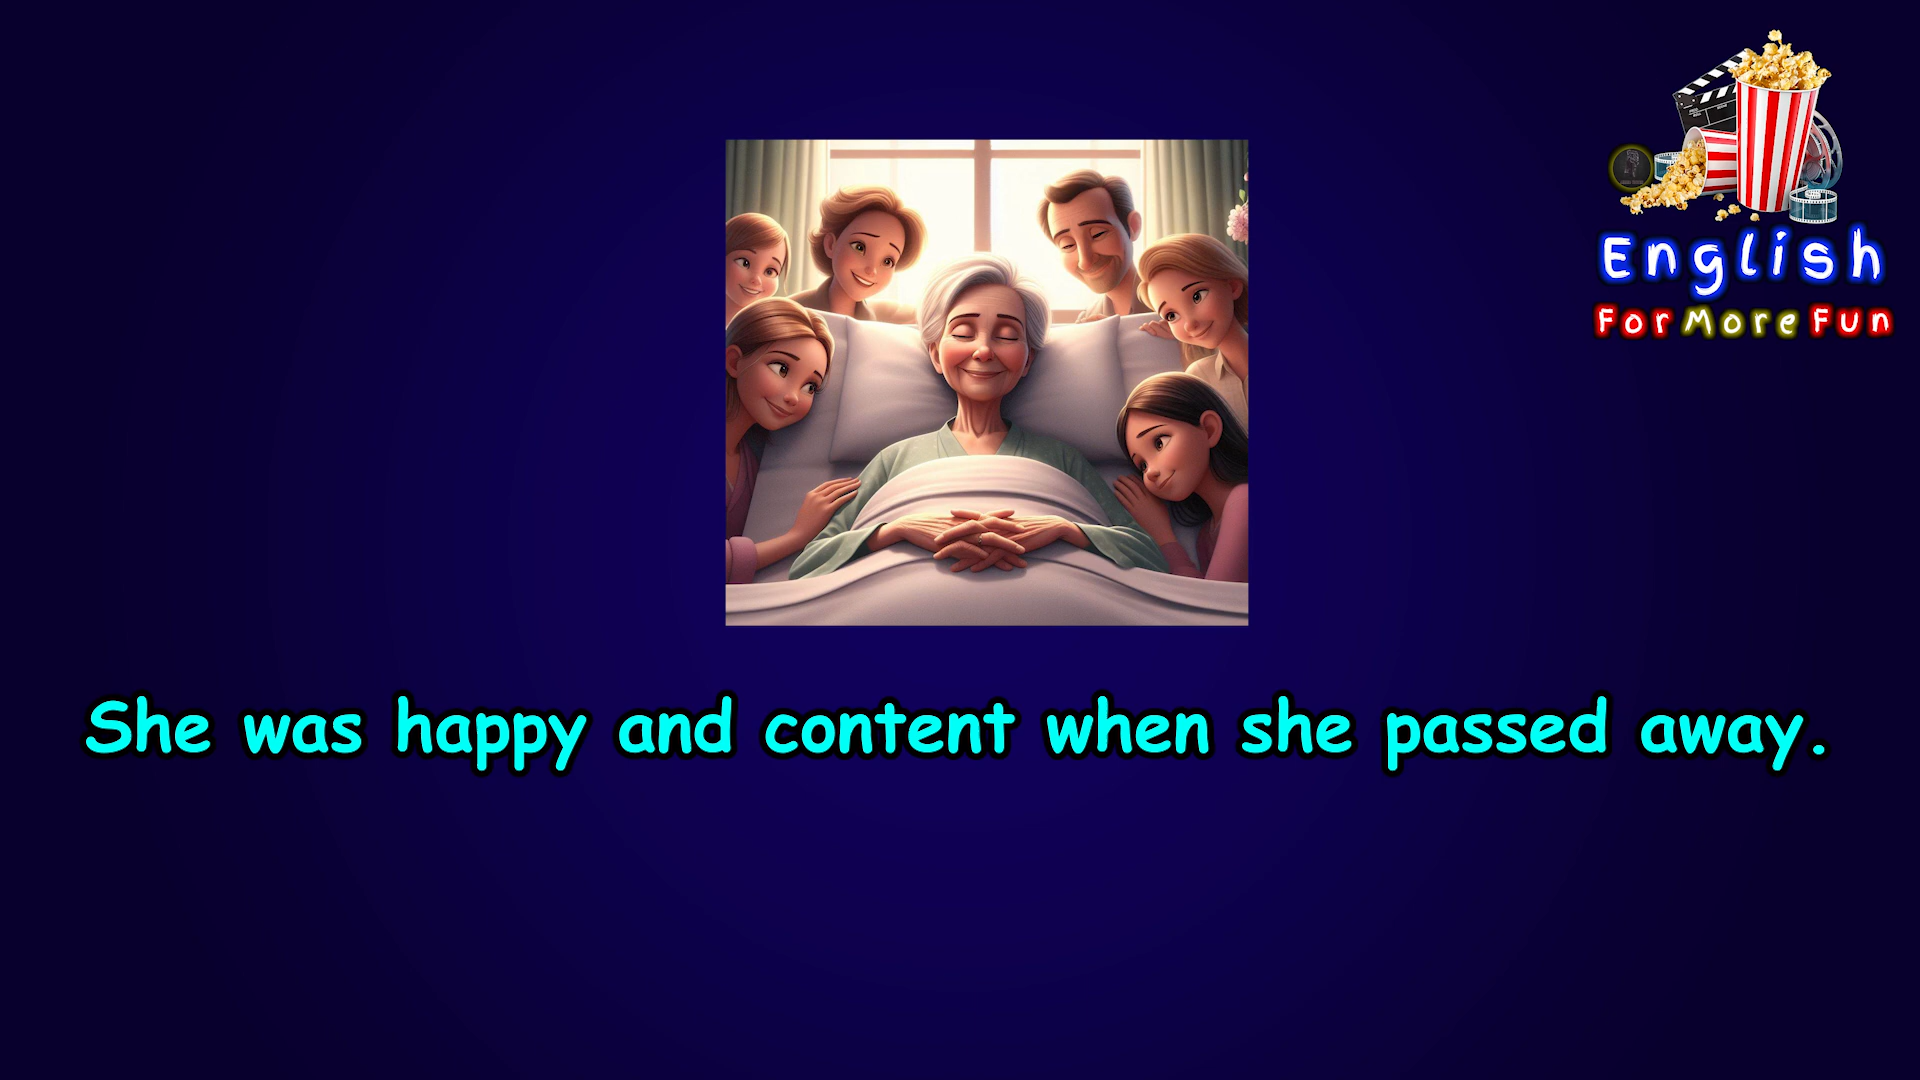 English
For More Fun
She was happy and content when she passed away.